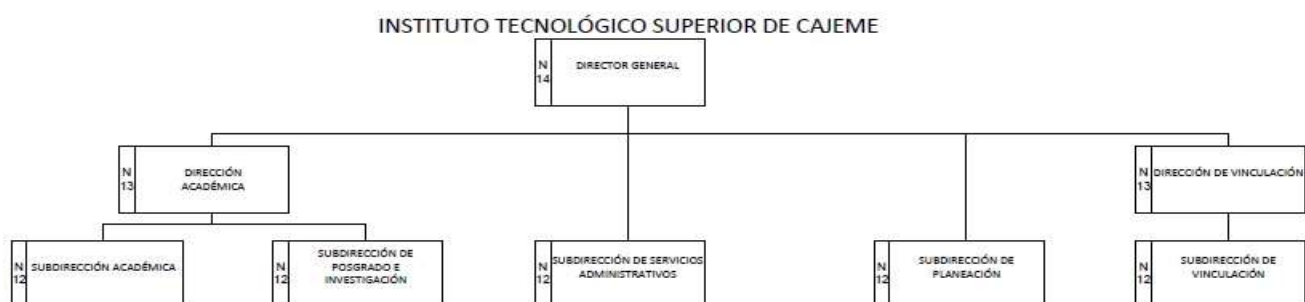 INSTITUTO TECNOLÓGICO SUPERIOR DE CAJEME
N
14
DIRECTOR GENERAL
N
13
DIRECCIÓN
ACADÉMICA
N
13
DIRECCIÓN DE VINCULACIÓN
N
12
SUBDIRECCIÓN ACADÉMICA
N
12
SUBDIRECCIÓN DE
POSGRADO E
INVESTIGACIÓN
N
12
SUBDIRECCIÓN DE SERVICIOS
ADMINISTRATIVOS
N
12
SUBDIRECCIÓN DE
PLANEACIÓN
N
12
SUBDIRECCIÓN DE
VINCULACIÓN